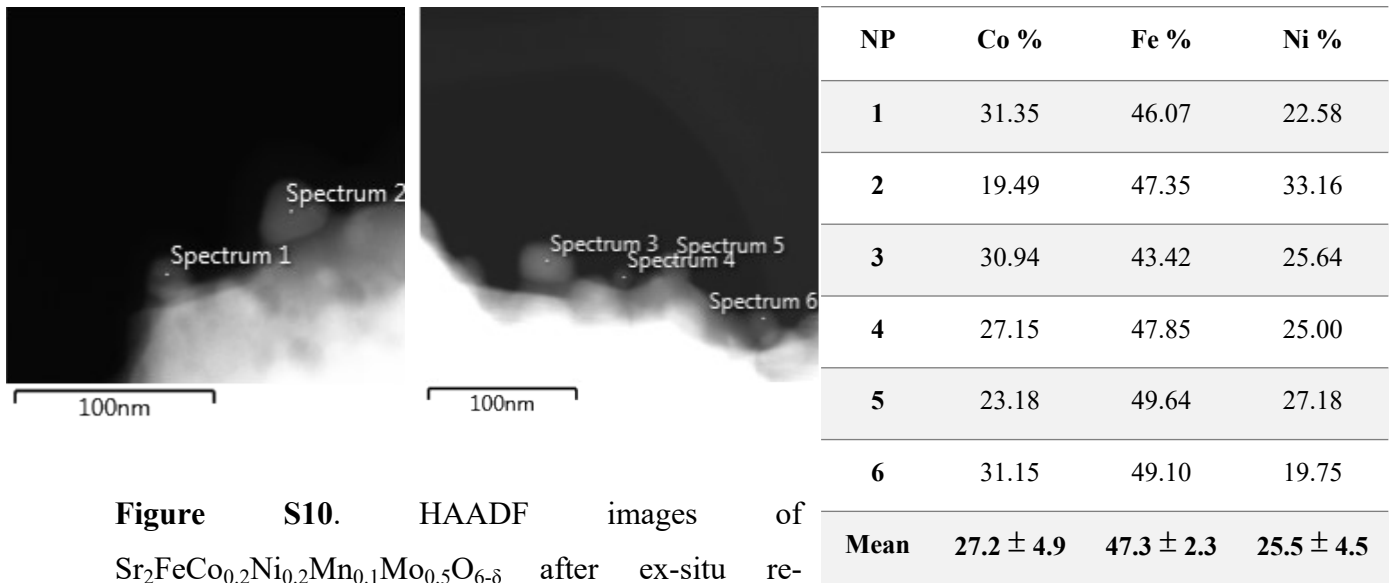 Spectrum 2
Spectrum 1
100nm
Spectrum 3
Spectrum 5
Spectrum 4
Spectrum 6
100nm
NP Co % Fe % Ni %
1 31.35 46.07 22.58
2 19.49 47.35 33.16
3 30.94 43.42 25.64
4 27.15 47.85 25.00
5 23.18 49.64 27.18
6 31.15 49.10 19.75
Mean 27.2 ± 4.9 47.3 ± 2.3 25.5 ± 4.5
Figure S10. HAADF images of
Sr₂FeCo₀.₂Ni₀.₂Mn₀.₁Mo₀.₅O₆₋δ after ex-situ re-